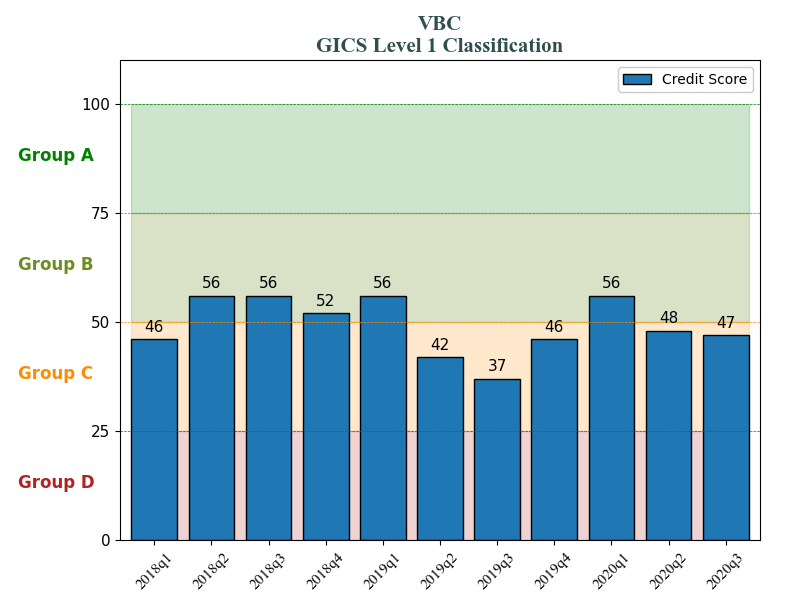 VBC
GICS Level 1 Classification
Credit Score
100
Group A
75
Group B
56
56
52
56
56
50
46
42
37
46
48
47
Group C
25
Group D
0
2018q1
2018q2
2018q3
2018q4
2019q1
2019q2
2019q3
2019q4
2020q1
2020q2
2020q3